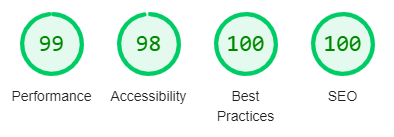 99 98 100 100
Performance Accessibility Best SEO
Practices